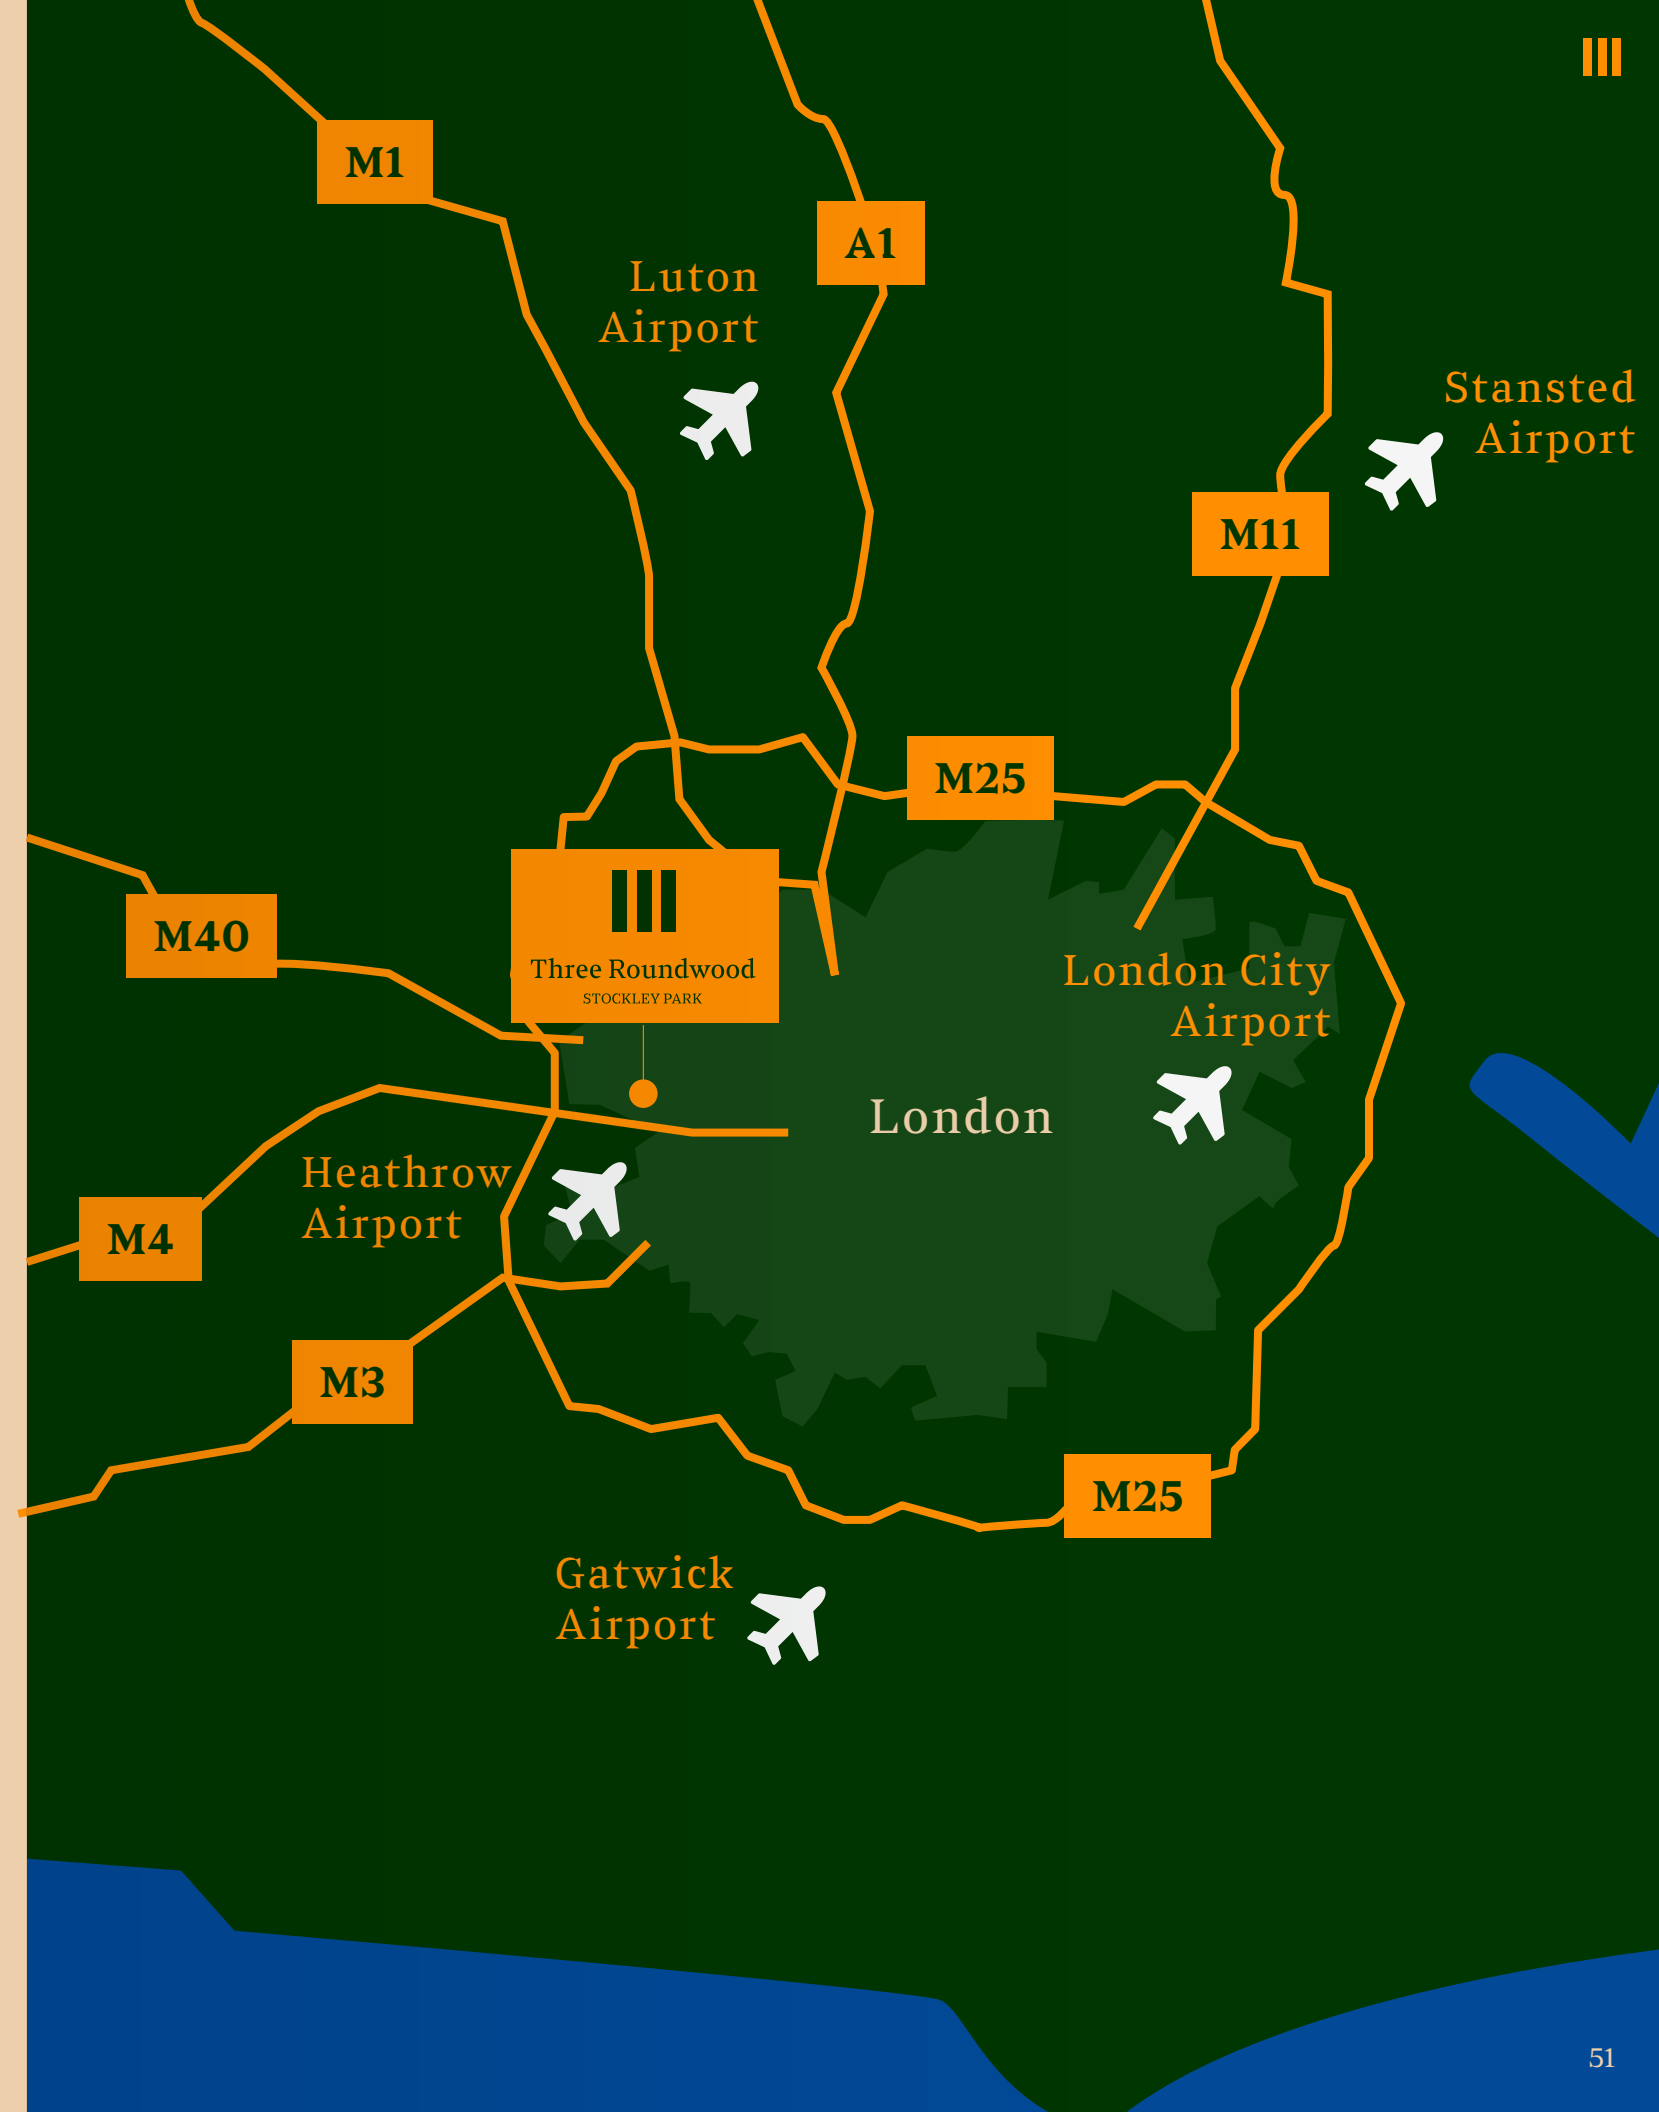 M1
A1
Luton
Airport
Stansted
Airport
M11
M25
M40
Three Roundwood
STOCKLEY PARK
London City
Airport
London
Heathrow
Airport
M4
M3
M25
Gatwick
Airport
51